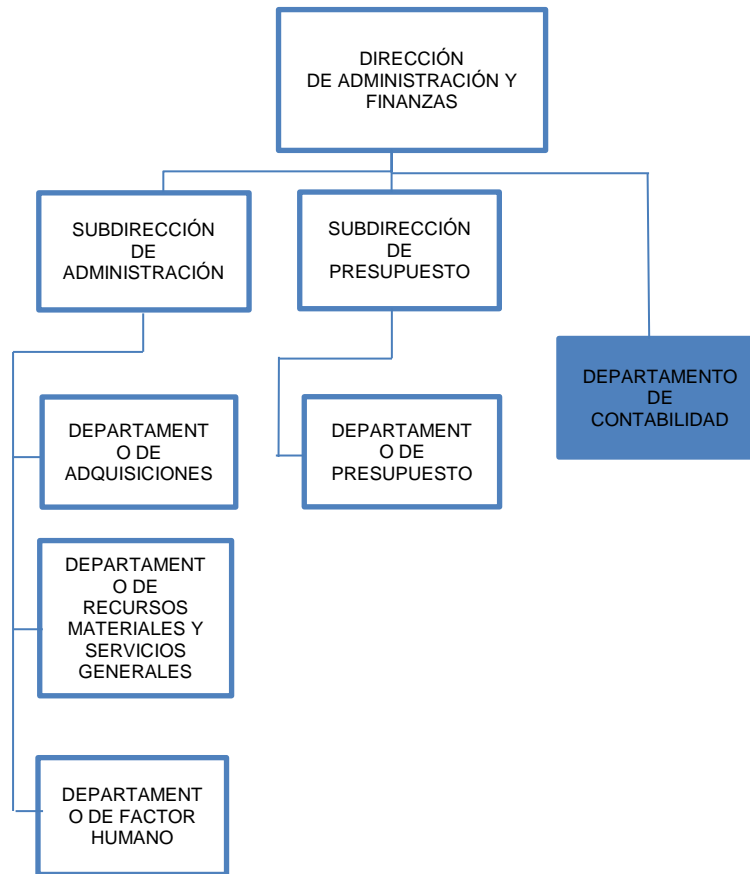 DIRECCIÓN
DE ADMINISTRACIÓN Y
FINANZAS
SUBDIRECCIÓN
DE
ADMINISTRACIÓN
SUBDIRECCIÓN
DE
PRESUPUESTO
DEPARTAMENTO
DE
CONTABILIDAD
DEPARTAMENT
O DE
ADQUISICIONES
DEPARTAMENT
O DE
PRESUPUESTO
DEPARTAMENT
O DE
RECURSOS
MATERIALES Y
SERVICIOS
GENERALES
DEPARTAMENT
O DE FACTOR
HUMANO